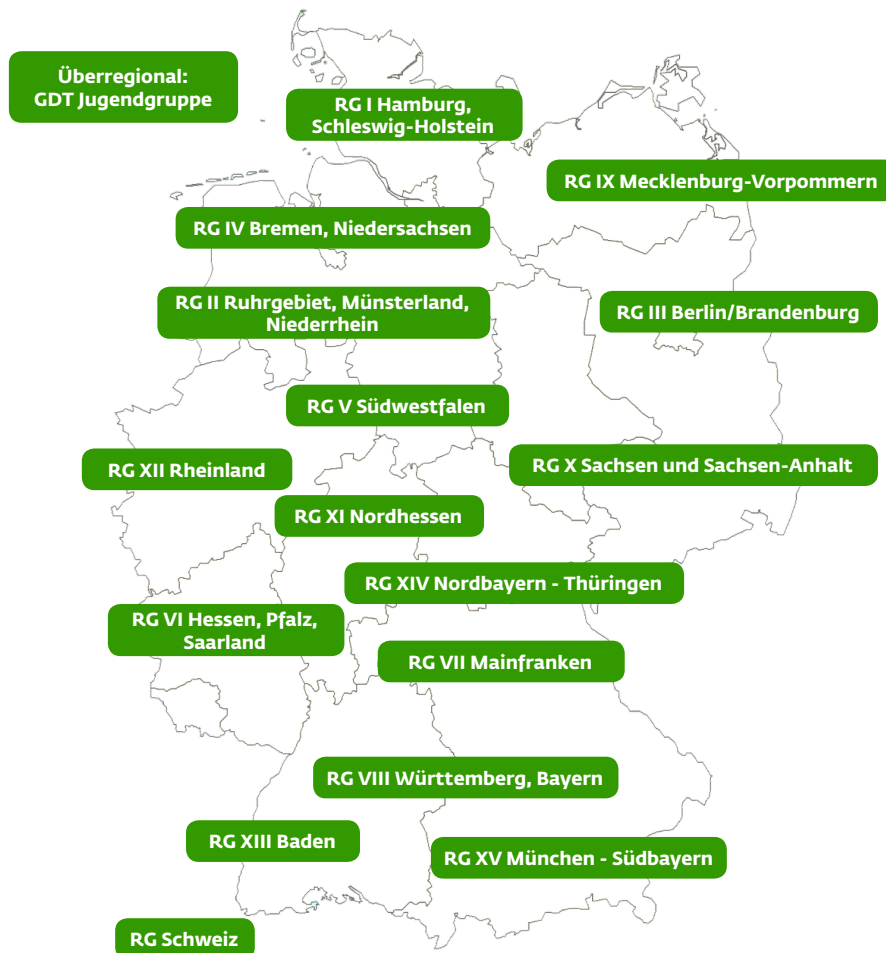 Überregional:
GDT Jugendgruppe
RG I Hamburg,
Schleswig-Holstein
RG IX Mecklenburg-Vorpommern
RG IV Bremen, Niedersachsen
RG II Ruhrgebiet, Münsterland,
Niederrhein
RG III Berlin/Brandenburg
RG V Südwestfalen
RG XII Rheinland
RG X Sachsen und Sachsen-Anhalt
RG XI Nordhessen
RG XIV Nordbayern - Thüringen
RG VI Hessen, Pfalz,
Saarland
RG VII Mainfranken
RG VIII Württemberg, Bayern
RG XIII Baden
RG XV München - Südbayern
RG Schweiz